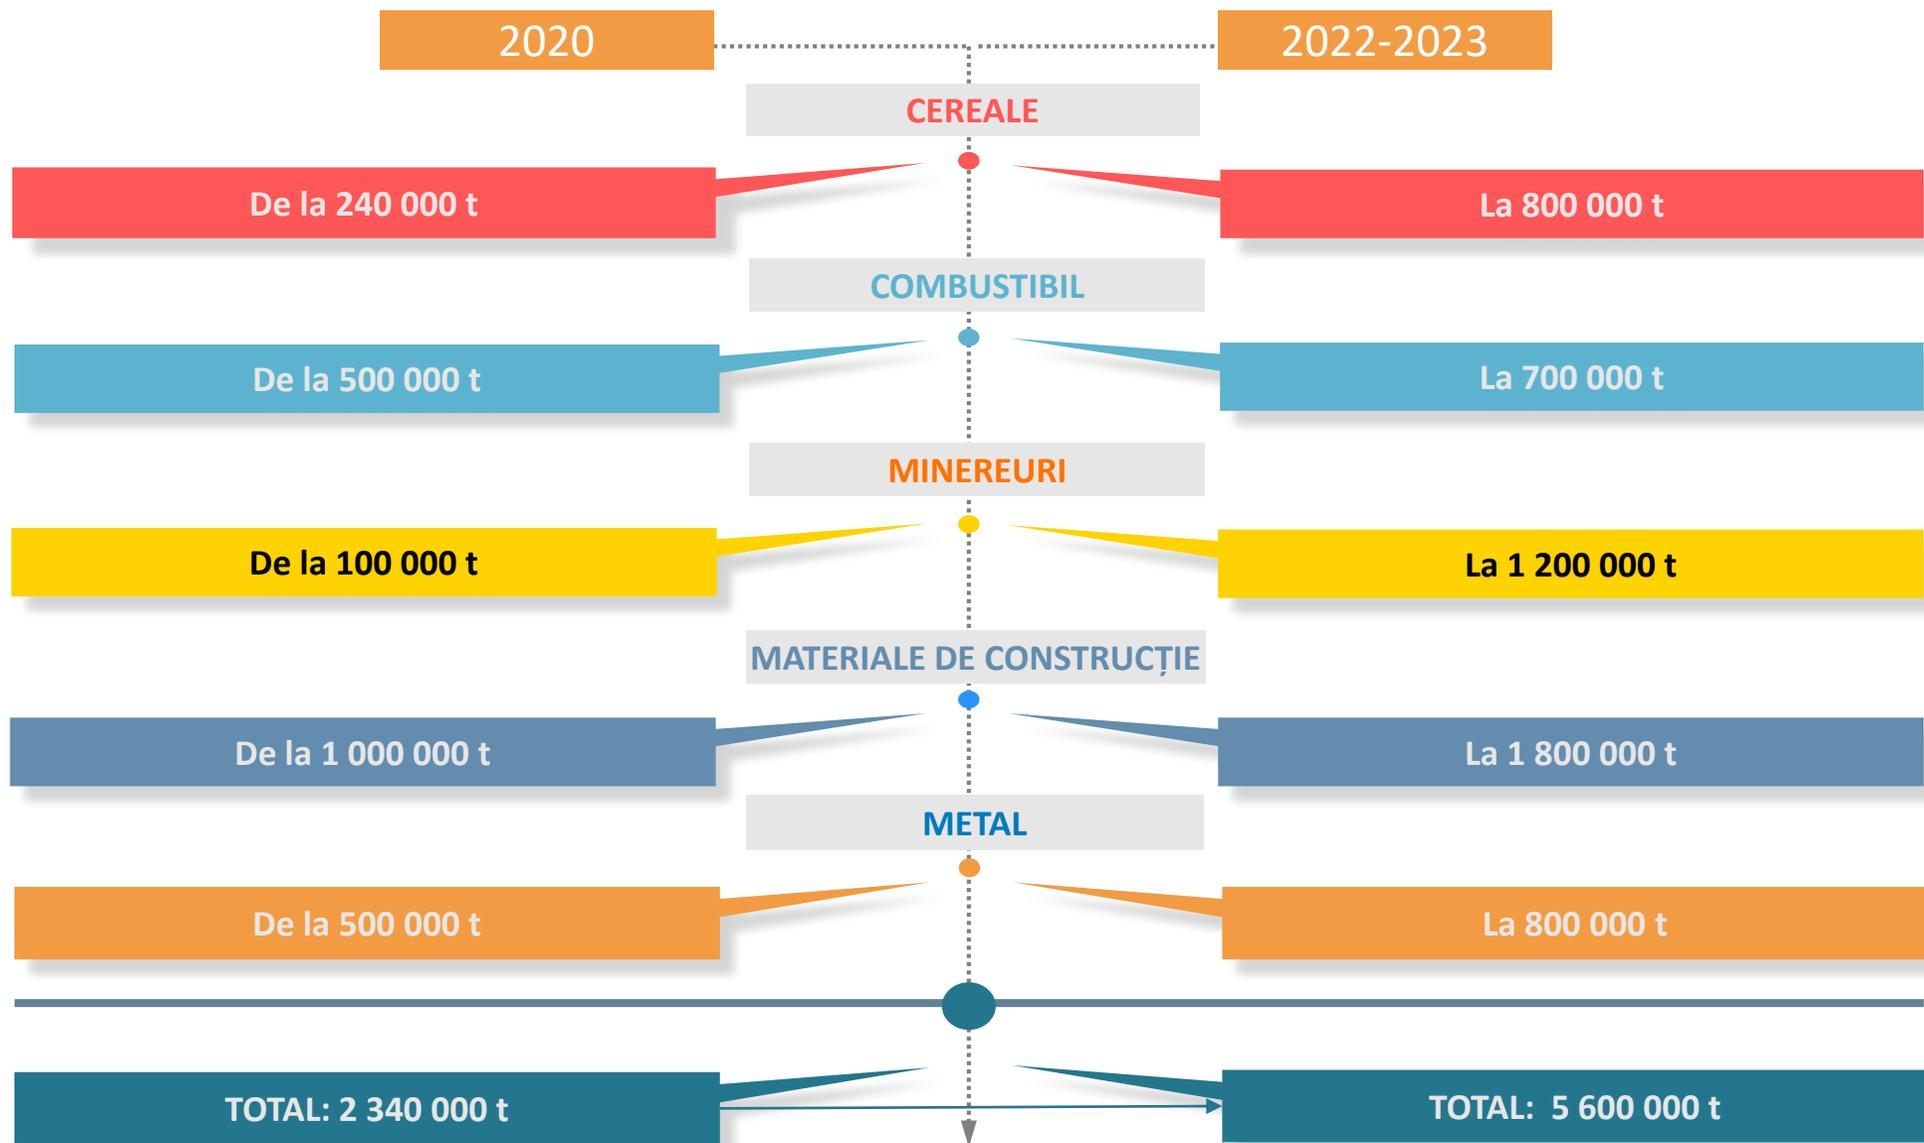 2020
2022-2023
CEREALE
De la 240 000 t
La 800 000 t
COMBUSTIBIL
De la 500 000 t
La 700 000 t
MINEREURI
De la 100 000 t
La 1 200 000 t
MATERIALE DE CONSTRUCȚIE
De la 1 000 000 t
La 1 800 000 t
METAL
De la 500 000 t
La 800 000 t
TOTAL: 2 340 000 t
TOTAL:  5 600 000 t